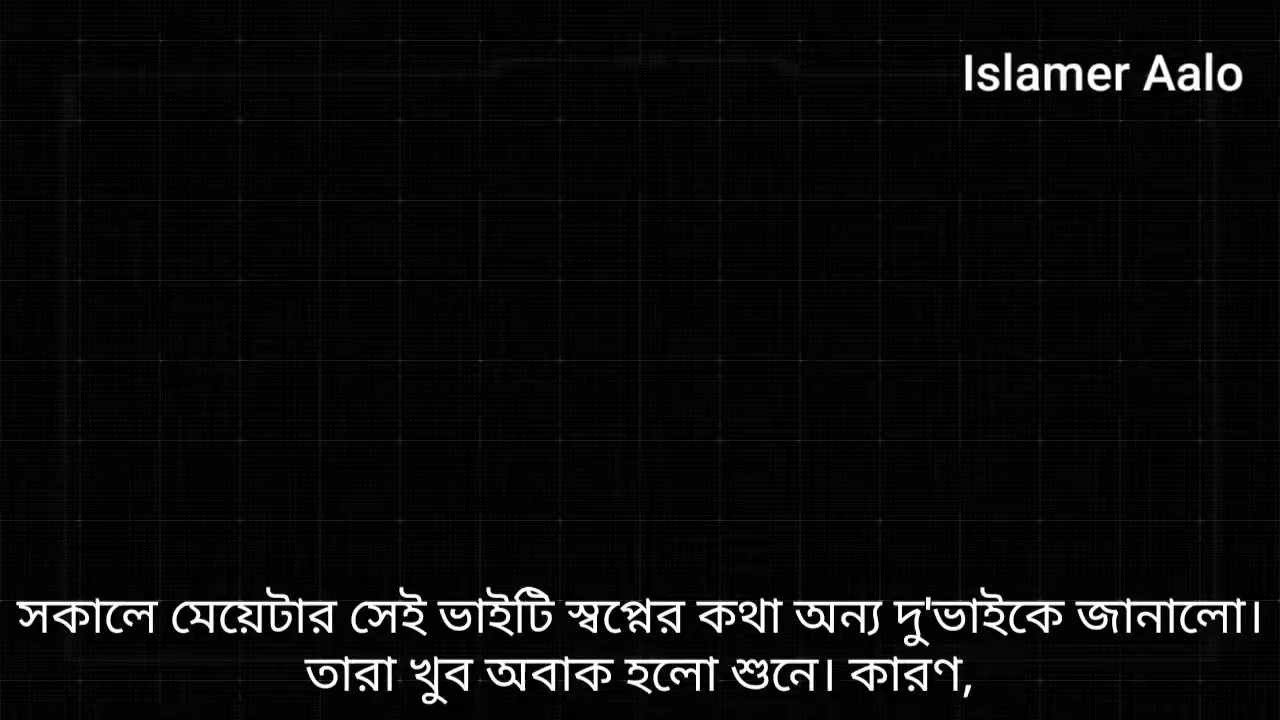 Islamer Aalo
সকালে মেয়েটার সেই ভাইটি স্বপ্নের কথা অন্য দু'ভাইকে জানালো।
তারা খুব অবাক হলো শুনে। কারণ,